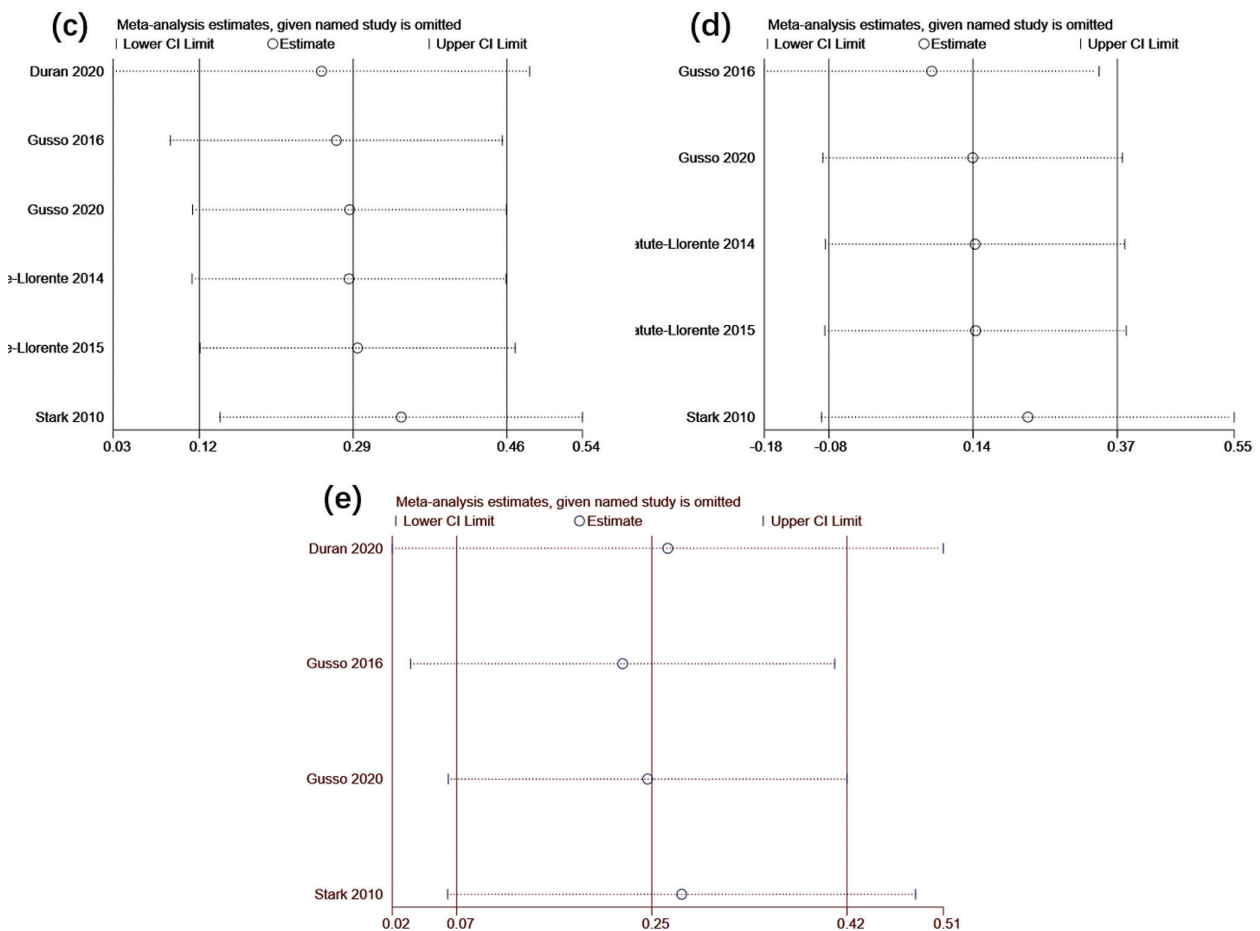 (c)
Meta-analysis estimates, given named study is omitted
| Lower CI Limit ○ Estimate | Upper CI Limit
Duran 2020
Gusso 2016
Gusso 2020
e-Llorente 2014
e-Llorente 2015
Stark 2010
0.03 0.12 0.29 0.46 0.54
(d)
Meta-analysis estimates, given named study is omitted
| Lower CI Limit ○ Estimate | Upper CI Limit
Gusso 2016
Gusso 2020
atute-Llorente 2014
atute-Llorente 2015
Stark 2010
-0.18 -0.08 0.14 0.37 0.55
(e)
Meta-analysis estimates, given named study is omitted
| Lower CI Limit ○ Estimate | Upper CI Limit
Duran 2020
Gusso 2016
Gusso 2020
Stark 2010
0.02 0.07 0.25 0.42 0.51